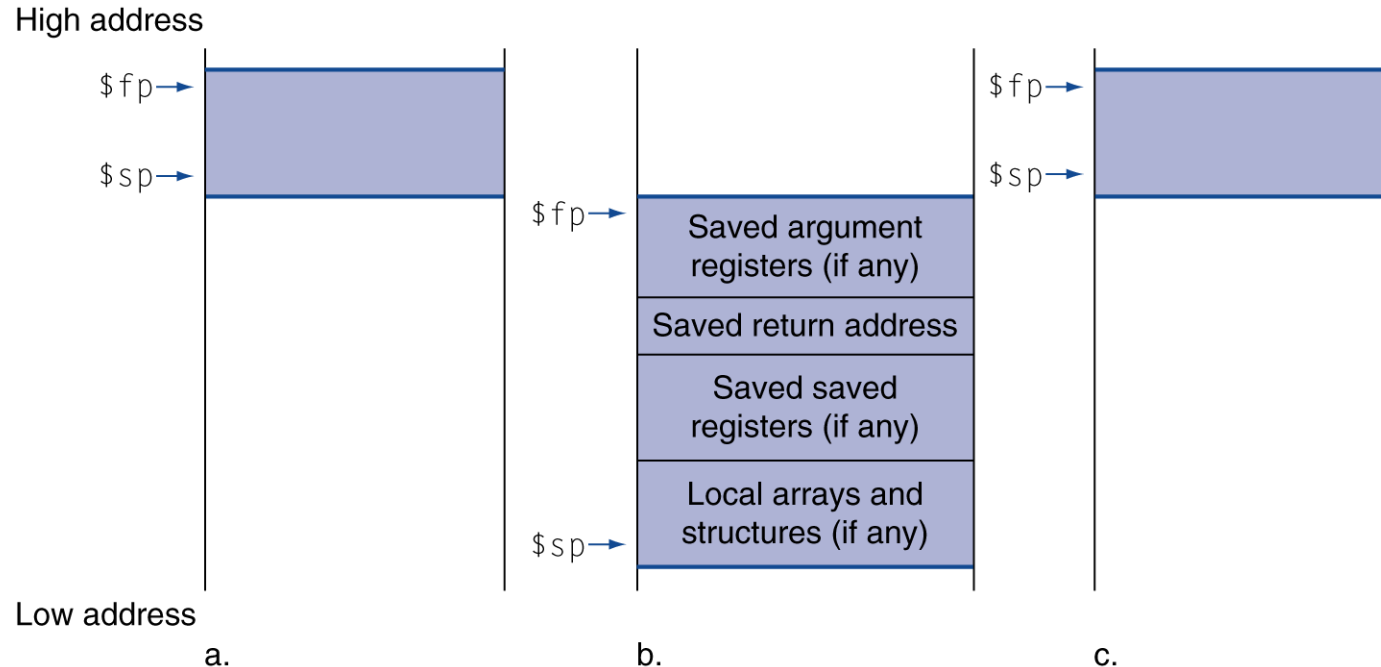 High address
$fp
$sp
$fp
Saved argument
registers (if any)
Saved return address
Saved saved
registers (if any)
Local arrays and
structures (if any)
$sp
$fp
$sp
Low address
a.
b.
c.